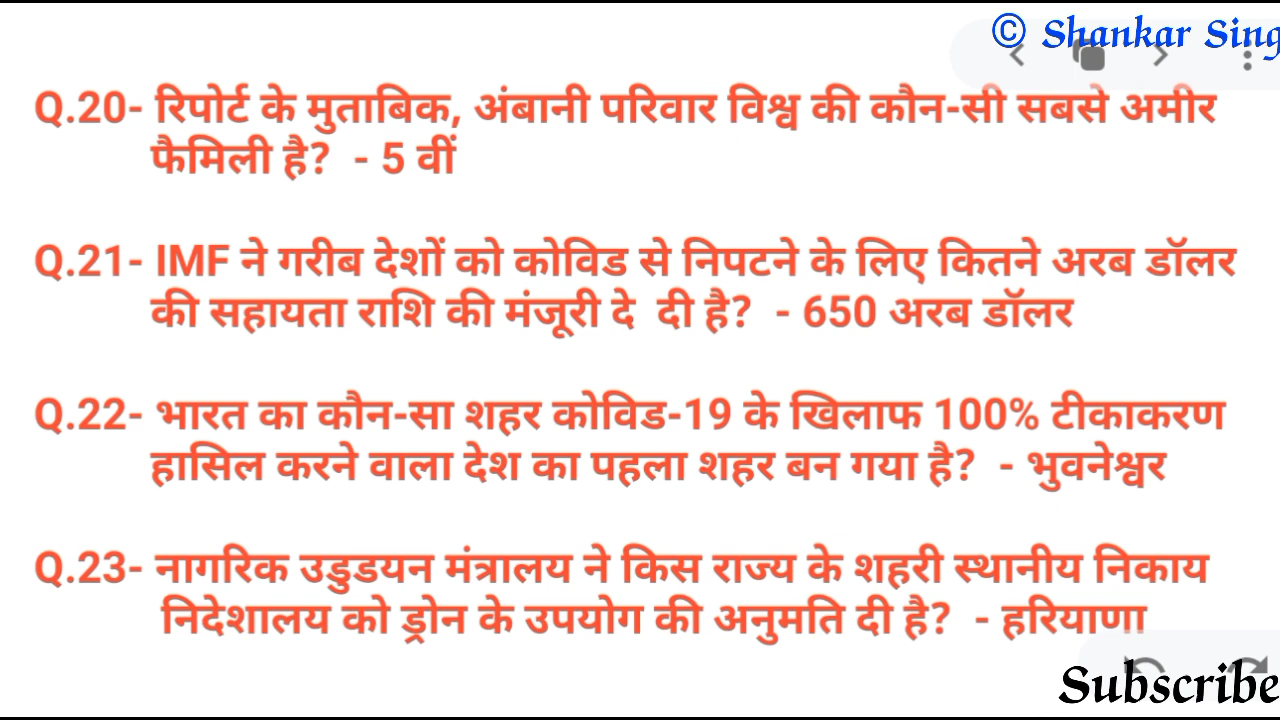 © Shankar Sing
Q.20- रिपोर्ट के मुताबिक, अंबानी परिवार विश्व की कौन-सी सबसे अमीर
फैमिली है? - 5 वीं
Q.21- IMF ने गरीब देशों को कोविड से निपटने के लिए कितने अरब डॉलर
की सहायता राशि की मंजूरी दे दी है? - 650 अरब डॉलर
Q.22- भारत का कौन-सा शहर कोविड-19 के खिलाफ 100% टीकाकरण
हासिल करने वाला देश का पहला शहर बन गया है? - भुवनेश्वर
Q.23- नागरिक उडुडयन मंत्रालय ने किस राज्य के शहरी स्थानीय निकाय
निदेशालय को ड्रोन के उपयोग की अनुमति दी है? - हरियाणा
Subscribe